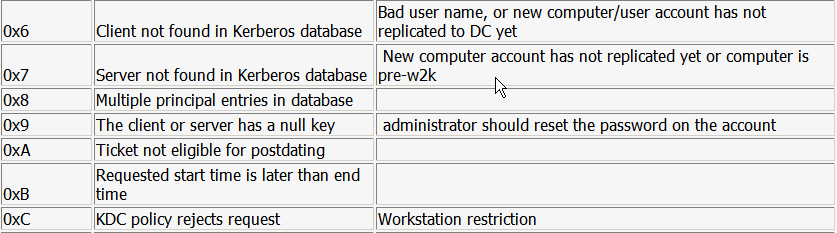 Bad user name, or new computer/user account has not
0x6 Client not found in Kerberos database replicated to DC yet
New computer account has not replicated yet or computer is
0x7 Server not found in Kerberos database pre-w2k
0x8 Multiple principal entries in database
0x9 The client or server has a null key administrator should reset the password on the account
0xA Ticket not eligible for postdating
Requested start time is later than end
0xB time
0xC KDC policy rejects request Workstation restriction